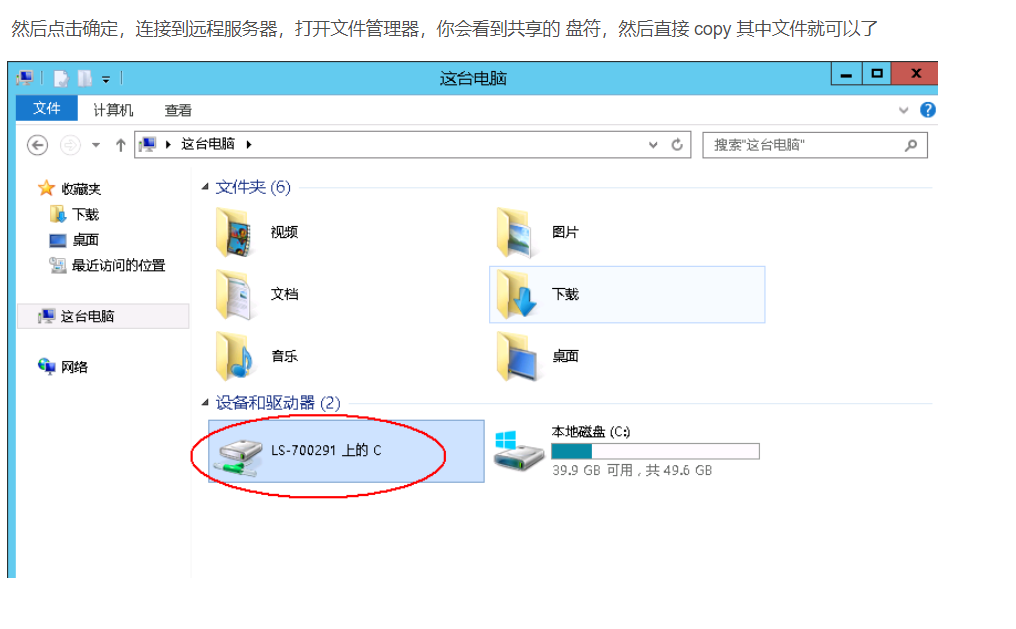 然后点击确定，连接到远程服务器，打开文件管理器，你会看到共享的 盘符，然后直接 copy 其中文件就可以了
这台电脑
文件 计算机 查看
这台电脑
搜索"这台电脑"
收藏夹
下载
桌面
最近访问的位置
这台电脑
网络
文件夹 (6)
视频
图片
文档
下载
音乐
桌面
设备和驱动器 (2)
LS-700291 上的 C
本地磁盘 (C:)
39.9 GB 可用，共 49.6 GB